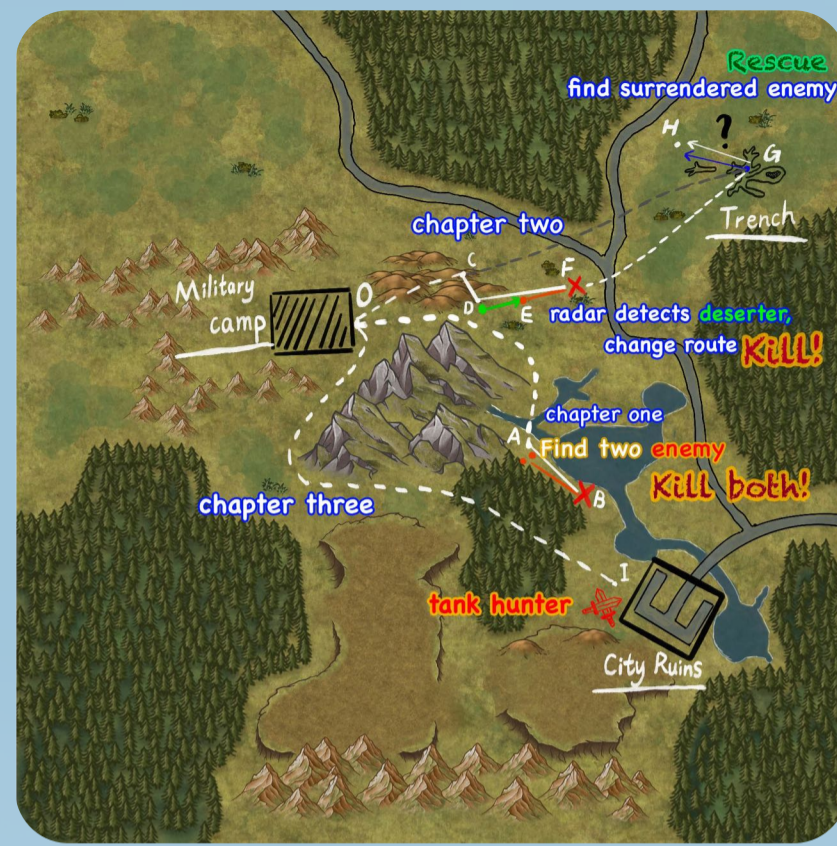 Rescue
find surrendered enemy
H
?
G
Trench
chapter two
C
F
Military
camp
O
D
E
radar detects deserter,
change route Kill!
chapter one
A
Find two enemy
Kill both!
B
chapter three
I
tank hunter
City Ruins